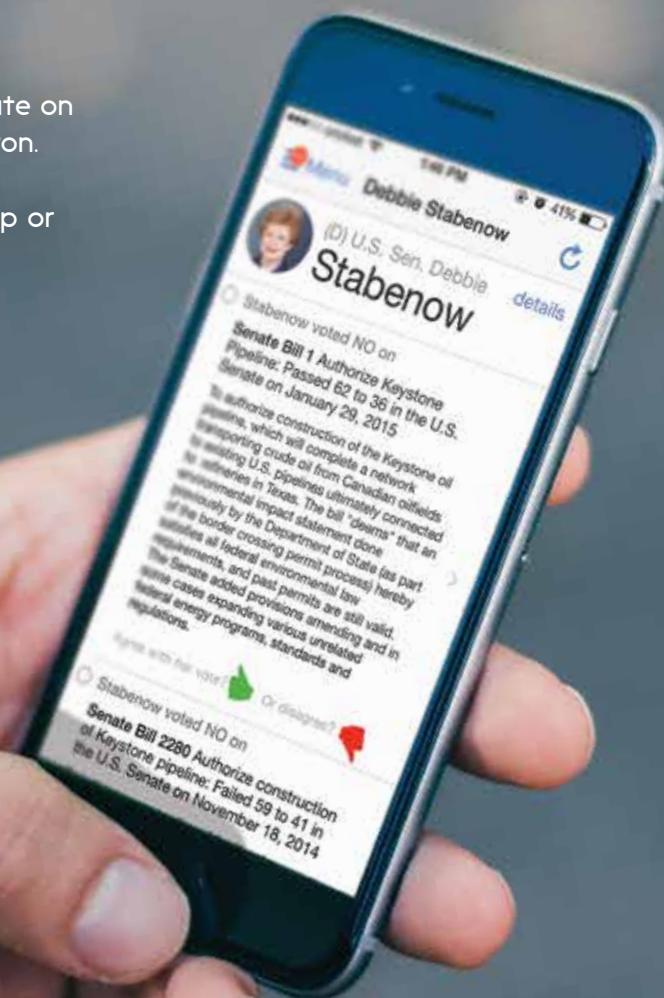 ate on
on.
p or
1:46 PM
41%
Menu
Debbie Stabenow
(D) U.S. Sen. Debbie
Stabenow
details
Stabenow voted NO on
Senate Bill 1 Authorize Keystone
Pipeline: Passed 62 to 36 in the U.S.
Senate on January 29, 2015
To authorize construction of the Keystone oil
pipeline, which will complete a network
transporting crude oil from Canadian oilfields
to existing U.S. pipelines ultimately connected
to refineries in Texas. The bill "deems" that an
environmental impact statement done
previously by the Department of State (as part
of the border crossing permit process) hereby
satisfies all federal environmental law
requirements, and past permits are still valid.
The Senate added provisions amending and in
some cases expanding various unrelated
federal energy programs, standards and
regulations.
Agree with her vote? Or disagree?
Stabenow voted NO on
Senate Bill 2280 Authorize construction
of Keystone pipeline: Failed 59 to 41 in
the U.S. Senate on November 18, 2014